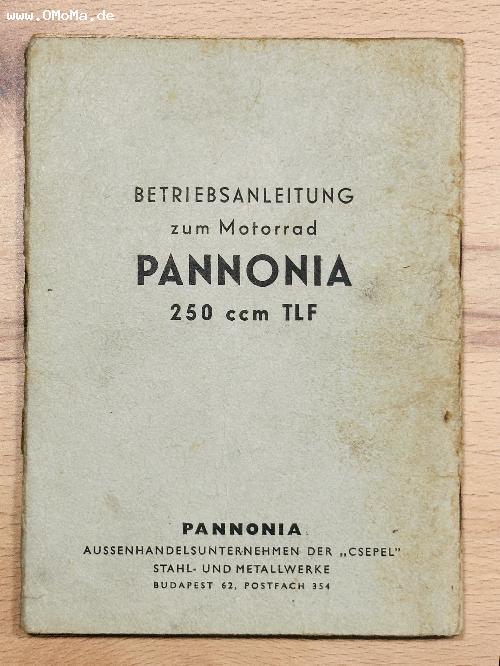 www.OMoMa.de
BETRIEBSANLEITUNG
zum Motorrad
PANNONIA
250 ccm TLF
PANNONIA
AUSSENHANDELSUNTERNEHMEN DER „CSEPEL"
STAHL- UND METALLWERKE
BUDAPEST 62, POSTFACH 354